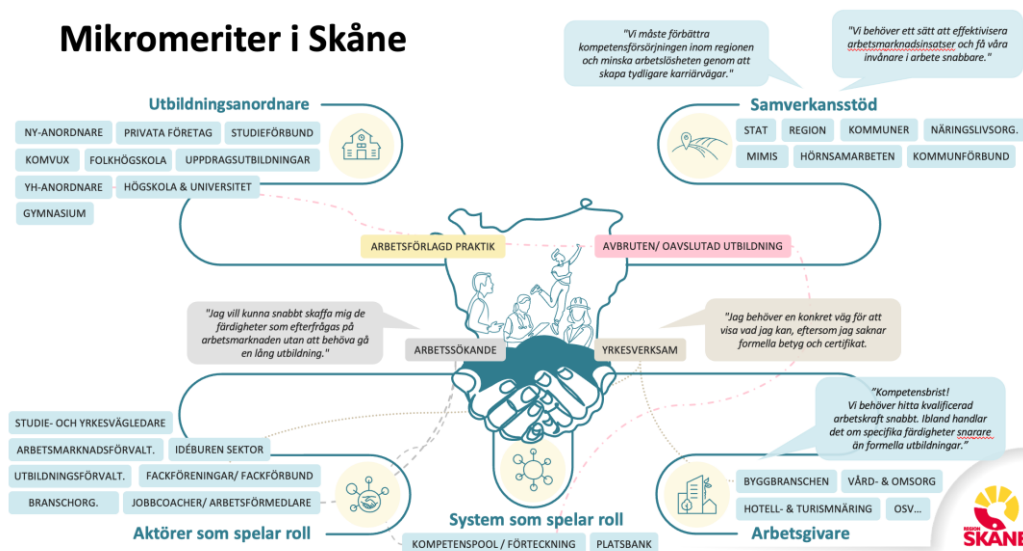 Mikromeriter i Skåne
"Vi måste förbättra
kompetensförsörjningen inom regionen
och minska arbetslösheten genom att
skapa tydligare karriärvägar."
"Vi behöver ett sätt att effektivisera
arbetsmarknadsinsatser och få våra
invånare i arbete snabbare."
Utbildningsanordnare
NY-ANORDNARE PRIVATA FÖRETAG STUDIEFÖRBUND
KOMVUX FOLKHÖGSKOLA UPPDRAGSUTBILDNINGAR
YH-ANORDNARE HÖGSKOLA & UNIVERSITET
GYMNASIUM
Samverkansstöd
STAT REGION KOMMUNER NÄRINGSLIVSORG.
MIMIS HÖRNSAMARBETEN KOMMUNFÖRBUND
ARBETSFÖRLAGD PRAKTIK
AVBRUTEN/ OAVSLUTAD UTBILDNING
"Jag vill kunna snabbt skaffa mig de
färdigheter som efterfrågas på
arbetsmarknaden utan att behöva gå
en lång utbildning."
ARBETSSÖKANDE
YRKESVERKSAM
"Jag behöver en konkret väg för att
visa vad jag kan, eftersom jag saknar
formella betyg och certifikat.
STUDIE- OCH YRKESVÄGLEDARE
ARBETSMARKNADSFÖRVALT. IDÉBUREN SEKTOR
UTBILDNINGSFÖRVALT. FACKFÖRENINGAR/ FACKFÖRBUND
BRANSCHORG. JOBBCOACHER/ ARBETSFÖRMEDLARE
Aktörer som spelar roll
System som spelar roll
KOMPETENSPOOL / FÖRTECKNING PLATSBANK
"Kompetensbrist!
Vi behöver hitta kvalificerad
arbetskraft snabbt. Ibland handlar
det om specifika färdigheter snarare
än formella utbildningar."
BYGGBRANSCHEN VÅRD- & OMSORG
HOTELL- & TURISMNÄRING OSV...
Arbetsgivare
REGION
SKÅNE